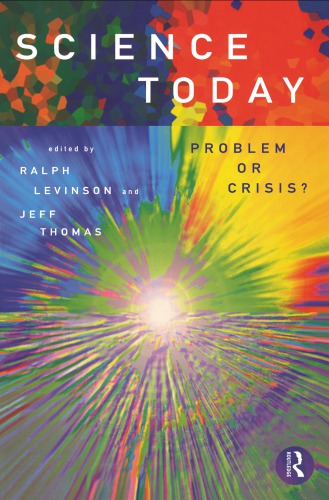 SCIENCE
TODAY
edited by
RALPH
LEVINSON and
JEFF
THOMAS
PROBLEM
OR
CRISIS?
R
ROUTLEDGE